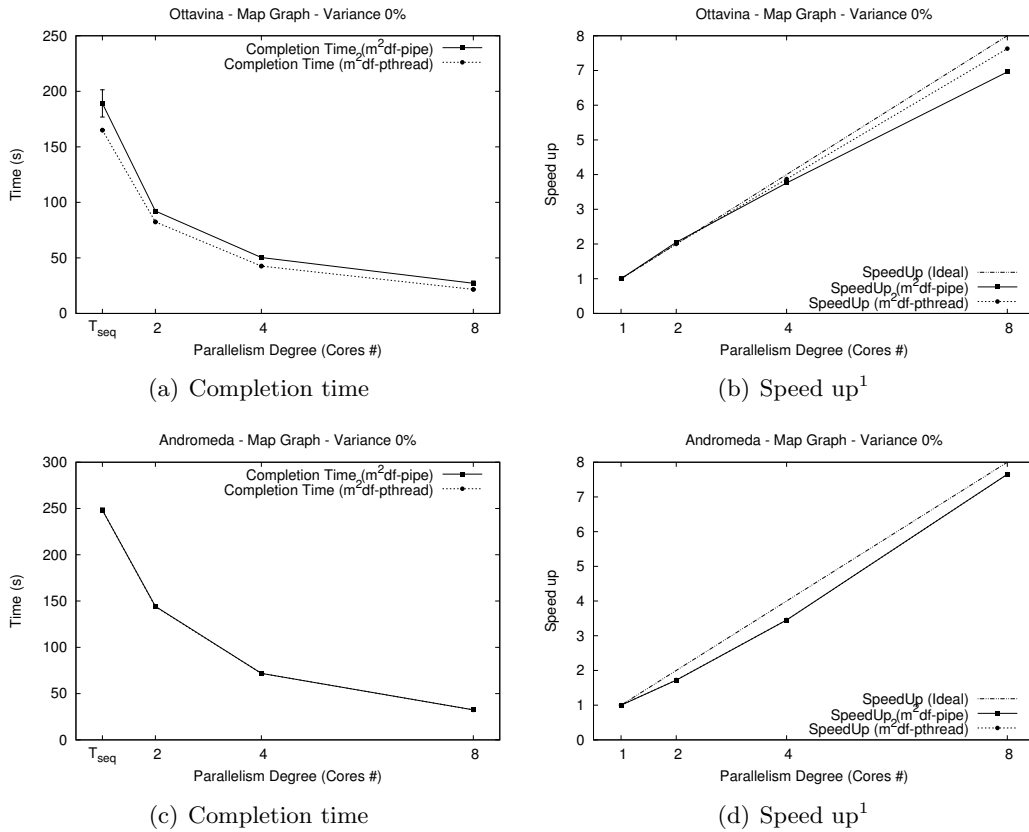 Ottavina - Map Graph - Variance 0%
250
200
150
100
50
0
Time (s)
Completion Time (m²df-pipe)
Completion Time (m²df-pthread)
Tseq
2
4
8
Parallelism Degree (Cores #)
(a) Completion time
Ottavina - Map Graph - Variance 0%
8
7
6
5
4
3
2
1
0
Speed up
SpeedUp (Ideal)
SpeedUp (m²df-pipe)
SpeedUp (m²df-pthread)
1
2
4
8
Parallelism Degree (Cores #)
(b) Speed up¹
Andromeda - Map Graph - Variance 0%
300
250
200
150
100
50
0
Time (s)
Completion Time (m²df-pipe)
Completion Time (m²df-pthread)
Tseq
2
4
8
Parallelism Degree (Cores #)
(c) Completion time
Andromeda - Map Graph - Variance 0%
8
7
6
5
4
3
2
1
0
Speed up
SpeedUp (Ideal)
SpeedUp (m²df-pipe)
SpeedUp (m²df-pthread)
1
2
4
8
Parallelism Degree (Cores #)
(d) Speed up¹